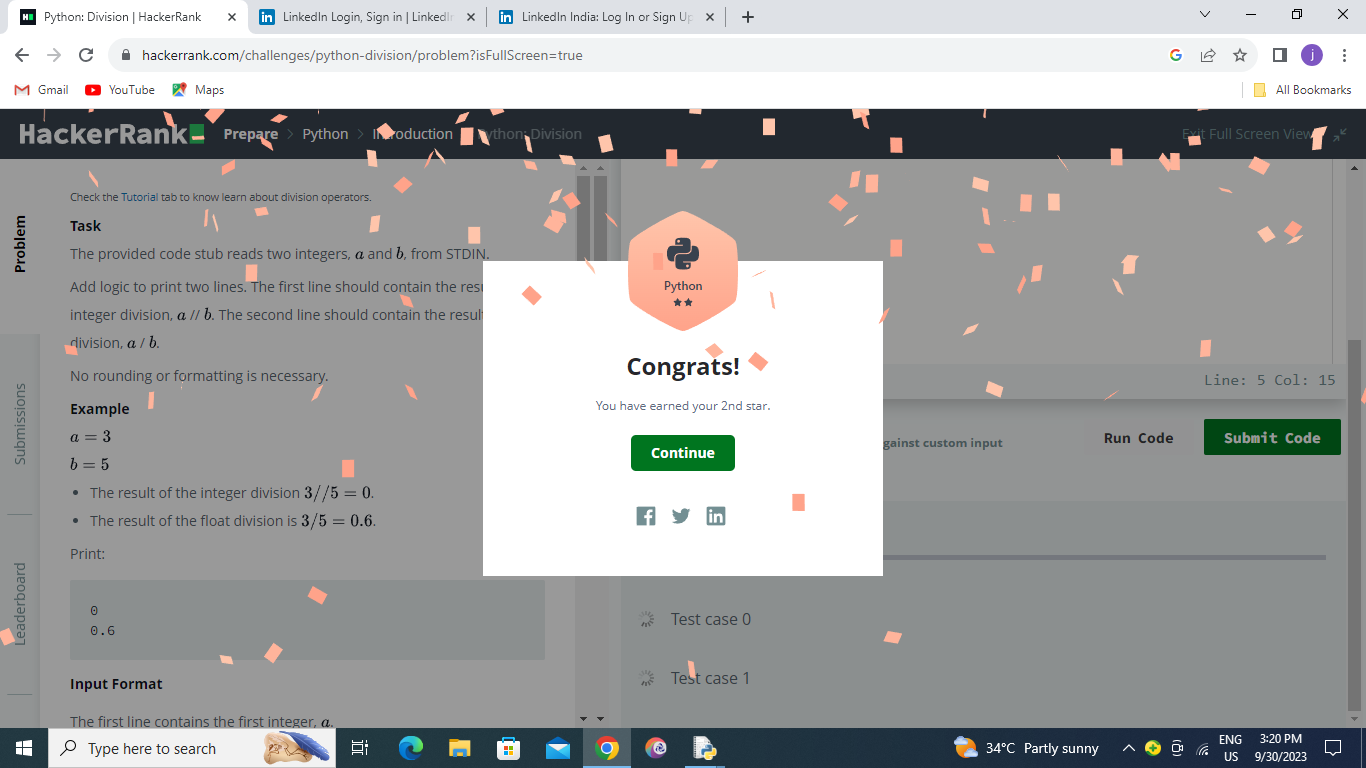 Python: Division | HackerRank
LinkedIn Login, Sign in | LinkedIn
LinkedIn India: Log In or Sign Up
hackerrank.com/challenges/python-division/problem?isFullScreen=true
j
Gmail
YouTube
Maps
All Bookmarks
HackerRank
Prepare > Python > Introduction > Python: Division
Exit Full Screen View
Problem
Submissions
Leaderboard
Check the Tutorial tab to know learn about division operators.
Task
The provided code stub reads two integers, a and b, from STDIN.
Add logic to print two lines. The first line should contain the
integer division, a // b. The second line should contain the
division, a / b.
No rounding or formatting is necessary.
Example
a = 3
b = 5
• The result of the integer division 3//5 = 0.
• The result of the float division is 3/5 = 0.6.
Print:
0
0.6
Input Format
The first line contains the first integer, a.
Python
Congrats!
You have earned your 2nd star.
Continue
Line: 5 Col: 15
against custom input
Run Code
Submit Code
Test case 0
Test case 1
Type here to search
34°C Partly sunny
ENG
US
3:20 PM
9/30/2023